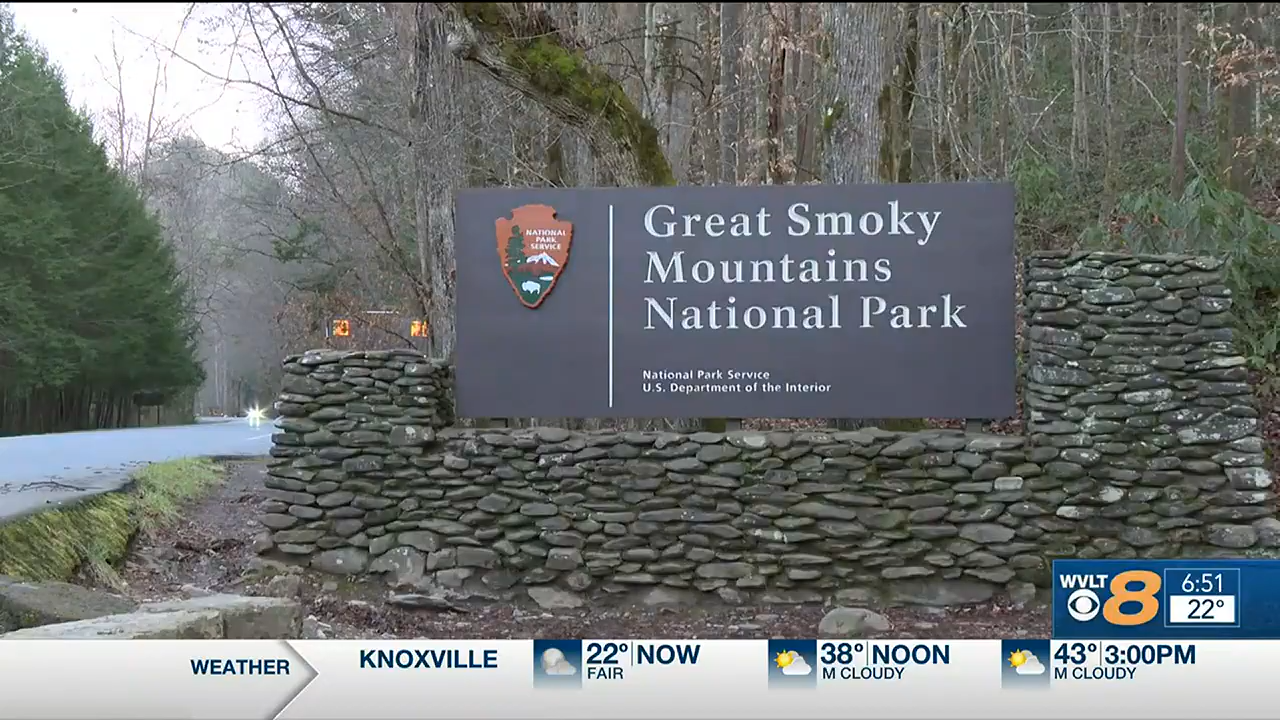 NATIONAL
PARK
SERVICE
Great Smoky
Mountains
National Park
National Park Service
U.S. Department of the Interior
WVLT
8
6:51
22°
WEATHER
KNOXVILLE
22° NOW
FAIR
38° NOON
M CLOUDY
43° 3:00PM
M CLOUDY